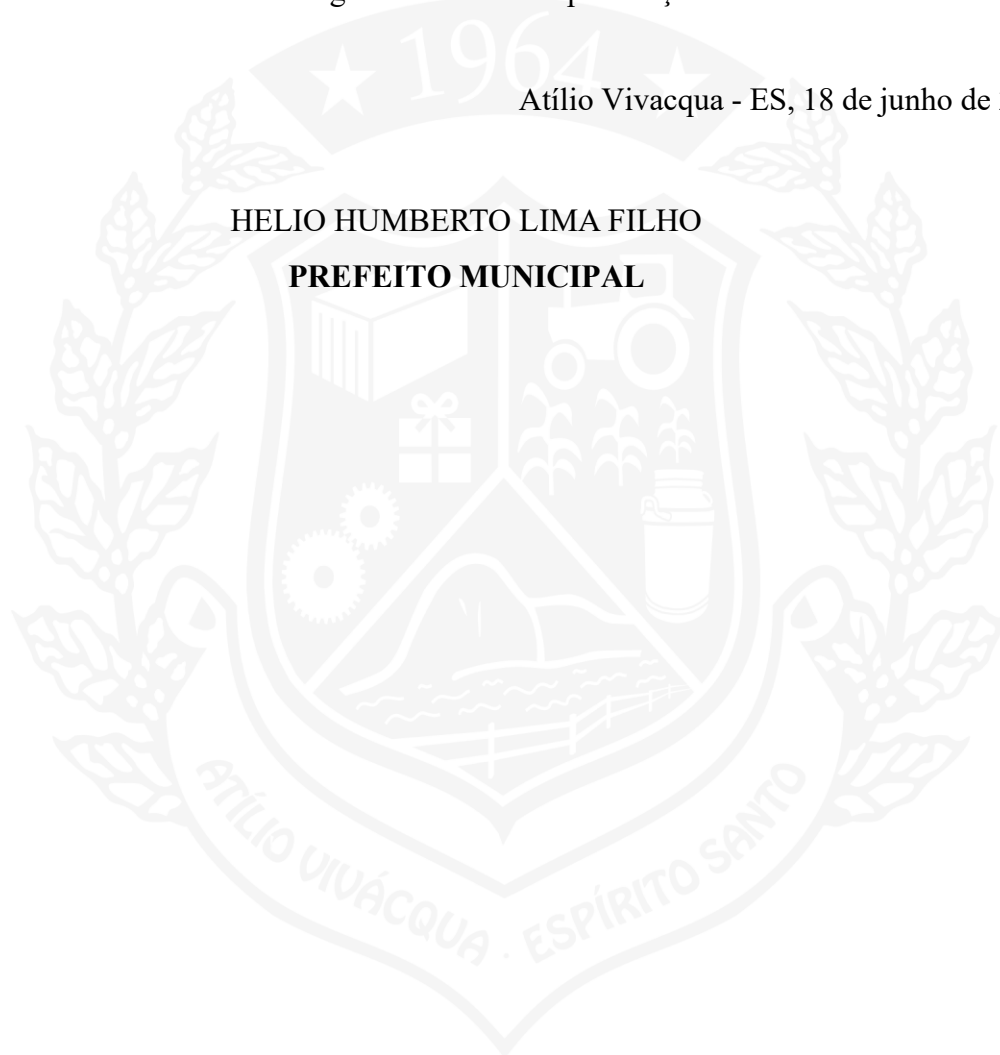 1964
Atílio Vivacqua - ES, 18 de junho de
HELIO HUMBERTO LIMA FILHO
PREFEITO MUNICIPAL
ATÍLIO VIVÁCQUA . ESPÍRITO SANTO